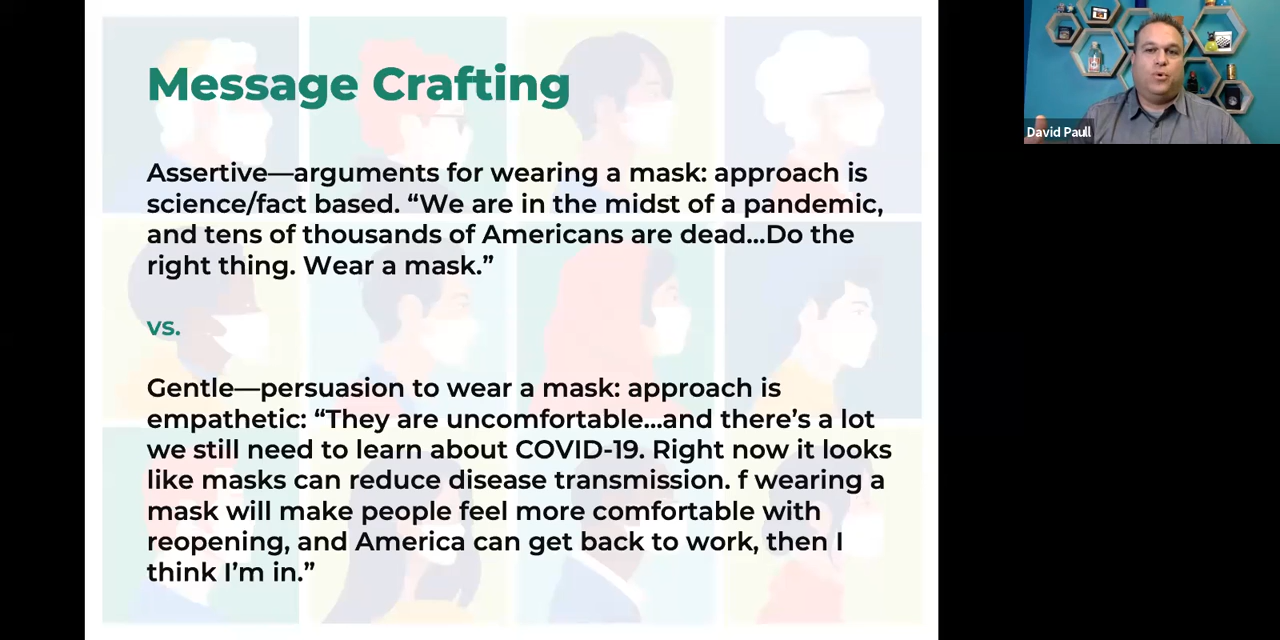 Message Crafting
Assertive—arguments for wearing a mask: approach is
science/fact based. “We are in the midst of a pandemic,
and tens of thousands of Americans are dead...Do the
right thing. Wear a mask.”
vs.
Gentle—persuasion to wear a mask: approach is
empathetic: “They are uncomfortable...and there’s a lot
we still need to learn about COVID-19. Right now it looks
like masks can reduce disease transmission. f wearing a
mask will make people feel more comfortable with
reopening, and America can get back to work, then I
think I’m in.”
David Paull